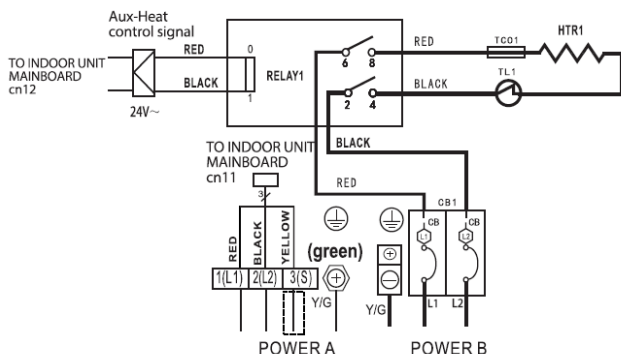 Aux-Heat
control signal
TO INDOOR UNIT
MAINBOARD
cn12
RED
BLACK
24V~
0
1
RELAY1
6 8
2 4
RED
TCO1
HTR1
BLACK
TL1
BLACK
RED
TO INDOOR UNIT
MAINBOARD
cn11
3
RED
BLACK
YELLOW
(green)
CB1
CB CB
L1 L2
1(L1) 2(L2) 3(S)
Y/G
Y/G
L1 L2
POWER A
POWER B